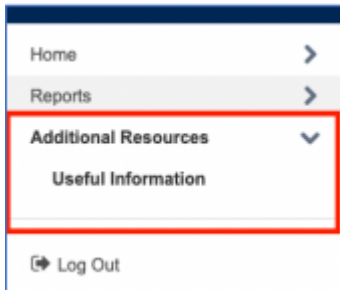 Home
Reports
Additional Resources
Useful Information
Log Out